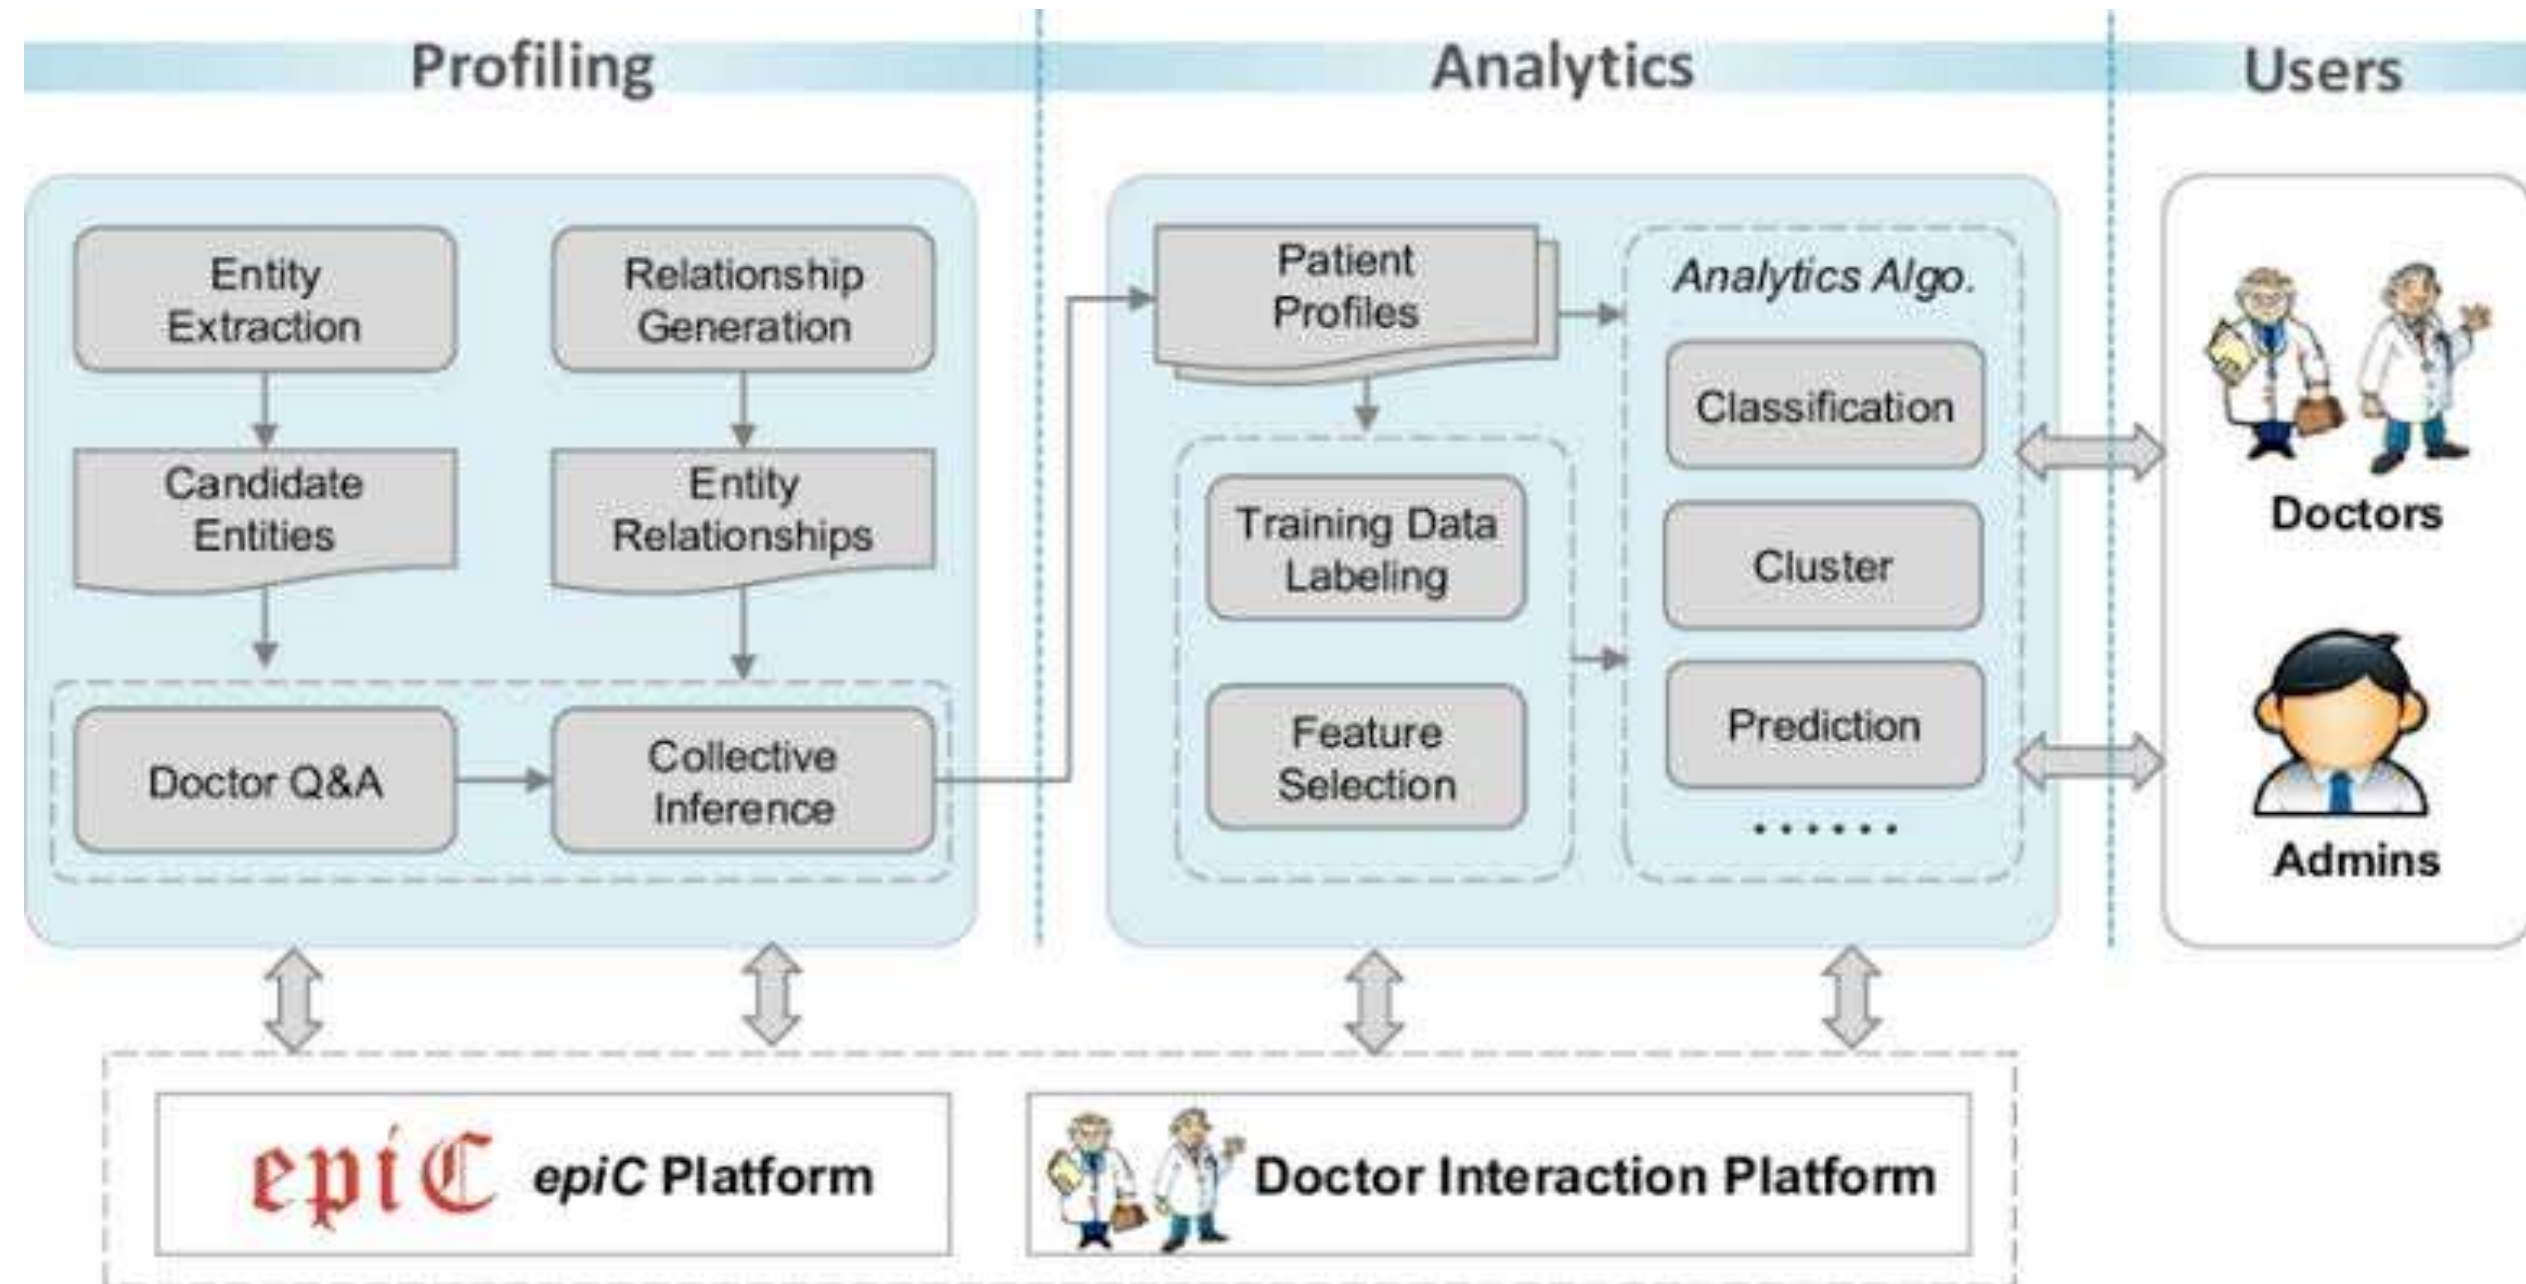 Profiling
Analytics
Users
Entity
Extraction
Relationship
Generation
Candidate
Entities
Entity
Relationships
Doctor Q&A
Collective
Inference
Patient
Profiles
Training Data
Labeling
Feature
Selection
Analytics Algo.
Classification
Cluster
Prediction
......
Doctors
Admins
epiC epiC Platform
Doctor Interaction Platform